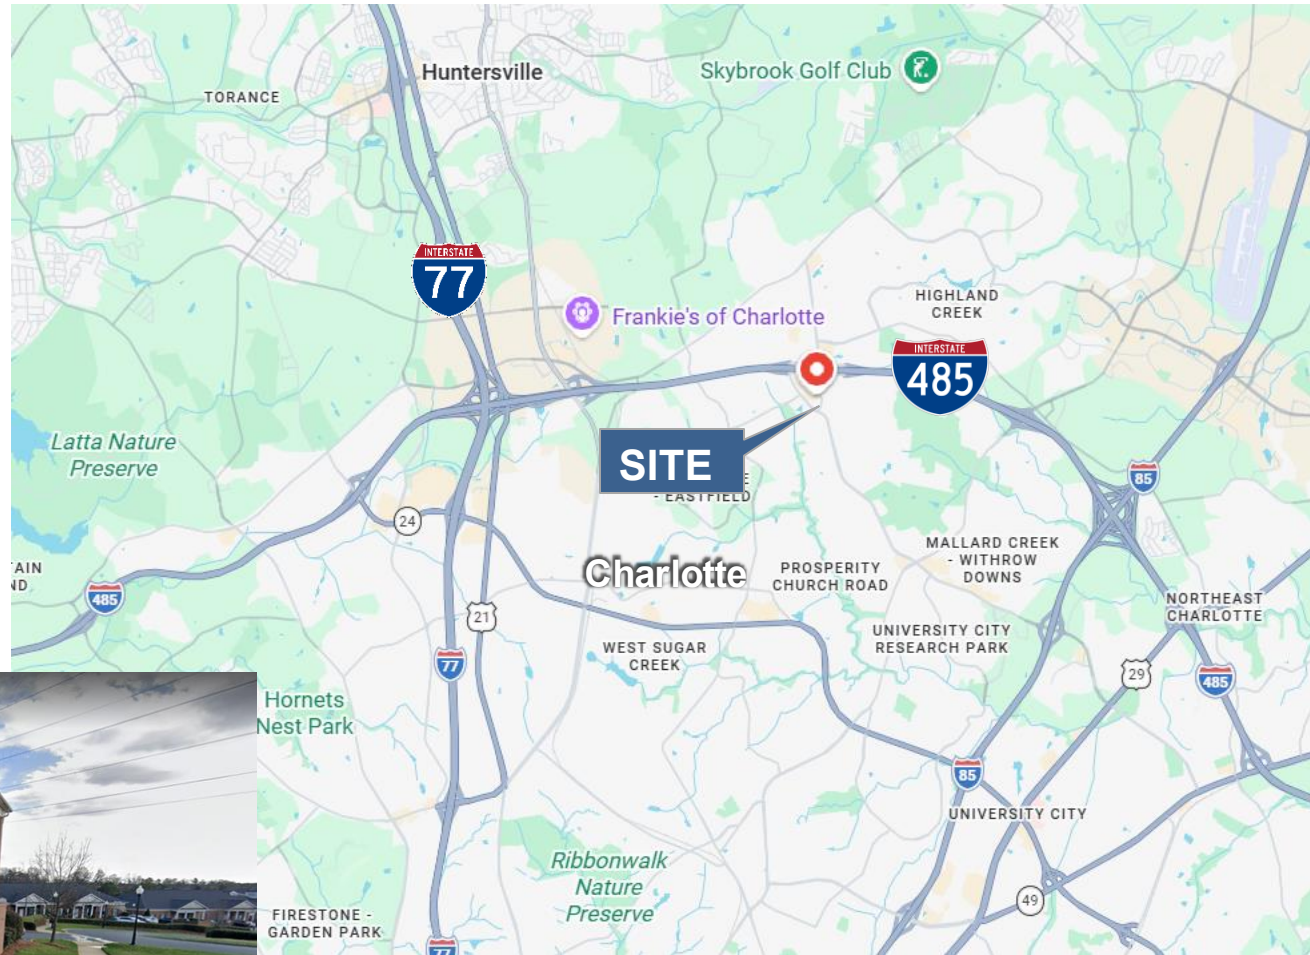 Huntersville
Skybrook Golf Club
TORANCE
INTERSTATE
77
HIGHLAND
CREEK
Frankie's of Charlotte
INTERSTATE
485
Latta Nature
Preserve
SITE
- EASTFIELD
85
24
MALLARD CREEK
- WITHROW
DOWNS
Charlotte
PROSPERITY
CHURCH ROAD
485
21
NORTHEAST
CHARLOTTE
UNIVERSITY CITY
RESEARCH PARK
WEST SUGAR
CREEK
77
29
485
Hornets
Nest Park
85
UNIVERSITY CITY
Ribbonwalk
Nature
Preserve
49
FIRESTONE -
GARDEN PARK
77